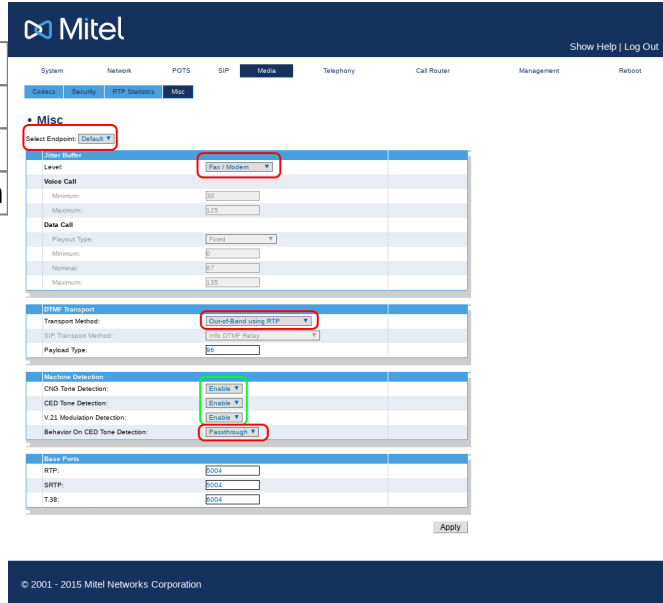 Mitel
Show Help | Log Out
System Network POTS SIP Media Telephony Call Router Management Reboot
Codecs Security RTP Statistics Misc
• Misc
Select Endpoint: Default
Jitter Buffer
Level: Fax / Modem
Voice Call
Minimum: 30
Maximum: 125
Data Call
Playout Type: Fixed
Minimum: 0
Nominal: 67
Maximum: 135
DTMF Transport
Transport Method: Out-of-Band using RTP
SIP Transport Method: Info DTMF Relay
Payload Type: 96
Machine Detection
CNG Tone Detection: Enable
CED Tone Detection: Enable
V.21 Modulation Detection: Enable
Behavior On CED Tone Detection: Passthrough
Base Ports
RTP: 5004
SRTP: 5004
T.38: 6004
Apply
© 2001 - 2015 Mitel Networks Corporation